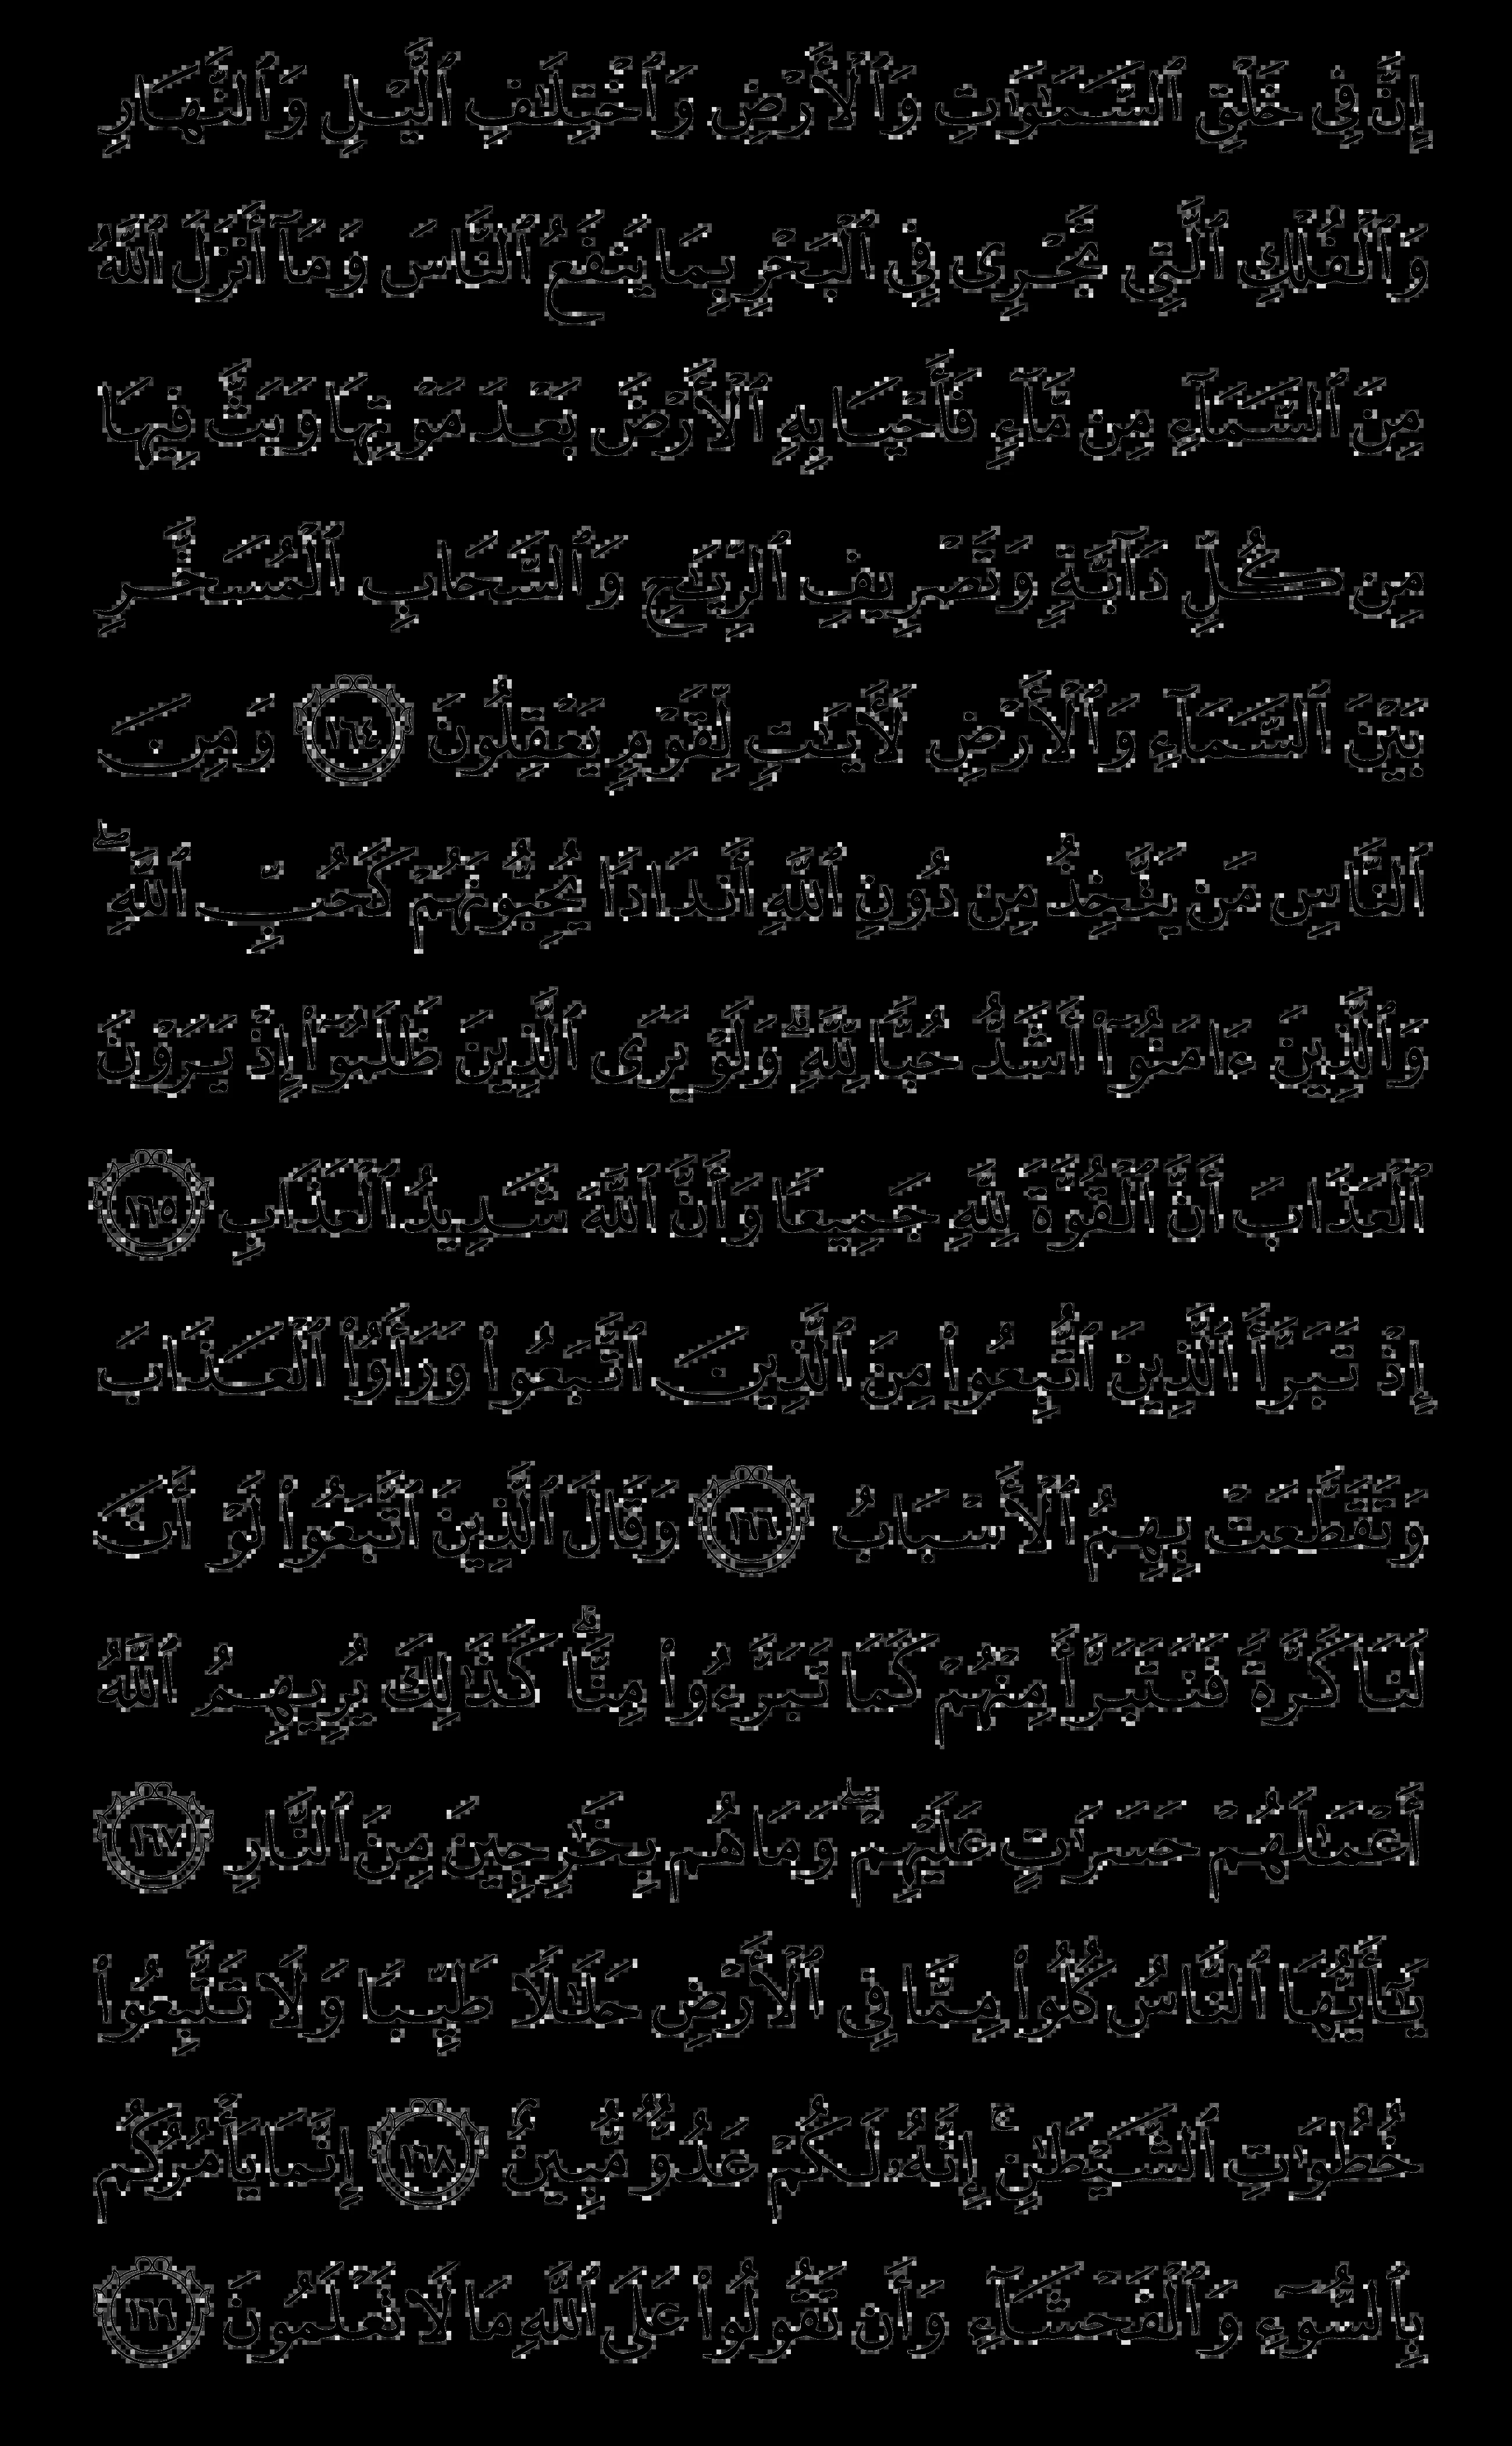 إِنَّ فِى خَلْقِ ٱلسَّمَـٰوَٰتِ وَٱلْأَرْضِ وَٱخْتِلَـٰفِ ٱلَّيْلِ وَٱلنَّهَارِ
وَٱلْفُلْكِ ٱلَّتِى تَجْرِى فِى ٱلْبَحْرِ بِمَا يَنفَعُ ٱلنَّاسَ وَمَآ أَنزَلَ ٱللَّهُ
مِنَ ٱلسَّمَآءِ مِن مَّآءٍ فَأَحْيَا بِهِ ٱلْأَرْضَ بَعْدَ مَوْتِهَا وَبَثَّ فِيهَا
مِن كُلِّ دَآبَّةٍ وَتَصْرِيفِ ٱلرِّيَـٰحِ وَٱلسَّحَابِ ٱلْمُسَخَّرِ
بَيْنَ ٱلسَّمَآءِ وَٱلْأَرْضِ لَـَٔايَـٰتٍ لِّقَوْمٍ يَعْقِلُونَ ١٦٤ وَمِنَ
ٱلنَّاسِ مَن يَتَّخِذُ مِن دُونِ ٱللَّهِ أَندَادًا يُحِبُّونَهُمْ كَحُبِّ ٱللَّهِ ۖ
وَٱلَّذِينَ ءَامَنُوٓا۟ أَشَدُّ حُبًّا لِّلَّهِ ۗ وَلَوْ يَرَى ٱلَّذِينَ ظَلَمُوٓا۟ إِذْ يَرَوْنَ
ٱلْعَذَابَ أَنَّ ٱلْقُوَّةَ لِلَّهِ جَمِيعًا وَأَنَّ ٱللَّهَ شَدِيدُ ٱلْعَذَابِ ١٦٥
إِذْ تَبَرَّأَ ٱلَّذِينَ ٱتُّبِعُوا۟ مِنَ ٱلَّذِينَ ٱتَّبَعُوا۟ وَرَأَوُا۟ ٱلْعَذَابَ
وَتَقَطَّعَتْ بِهِمُ ٱلْأَسْبَابُ ١٦٦ وَقَالَ ٱلَّذِينَ ٱتَّبَعُوا۟ لَوْ أَنَّ
لَنَا كَرَّةً فَنَتَبَرَّأَ مِنْهُمْ كَمَا تَبَرَّءُوا۟ مِنَّا ۗ كَذَٰلِكَ يُرِيهِمُ ٱللَّهُ
أَعْمَـٰلَهُمْ حَسَرَٰتٍ عَلَيْهِمْ ۖ وَمَا هُم بِخَـٰرِجِينَ مِنَ ٱلنَّارِ ١٦٧
يَـٰٓأَيُّهَا ٱلنَّاسُ كُلُوا۟ مِمَّا فِى ٱلْأَرْضِ حَلَـٰلًا طَيِّبًا وَلَا تَتَّبِعُوا۟
خُطُوَٰتِ ٱلشَّيْطَـٰنِ ۚ إِنَّهُۥ لَكُمْ عَدُوٌّ مُّبِينٌ ١٦٨ إِنَّمَا يَأْمُرُكُم
بِٱلسُّوٓءِ وَٱلْفَحْشَآءِ وَأَن تَقُولُوا۟ عَلَى ٱللَّهِ مَا لَا تَعْلَمُونَ ١٦٩